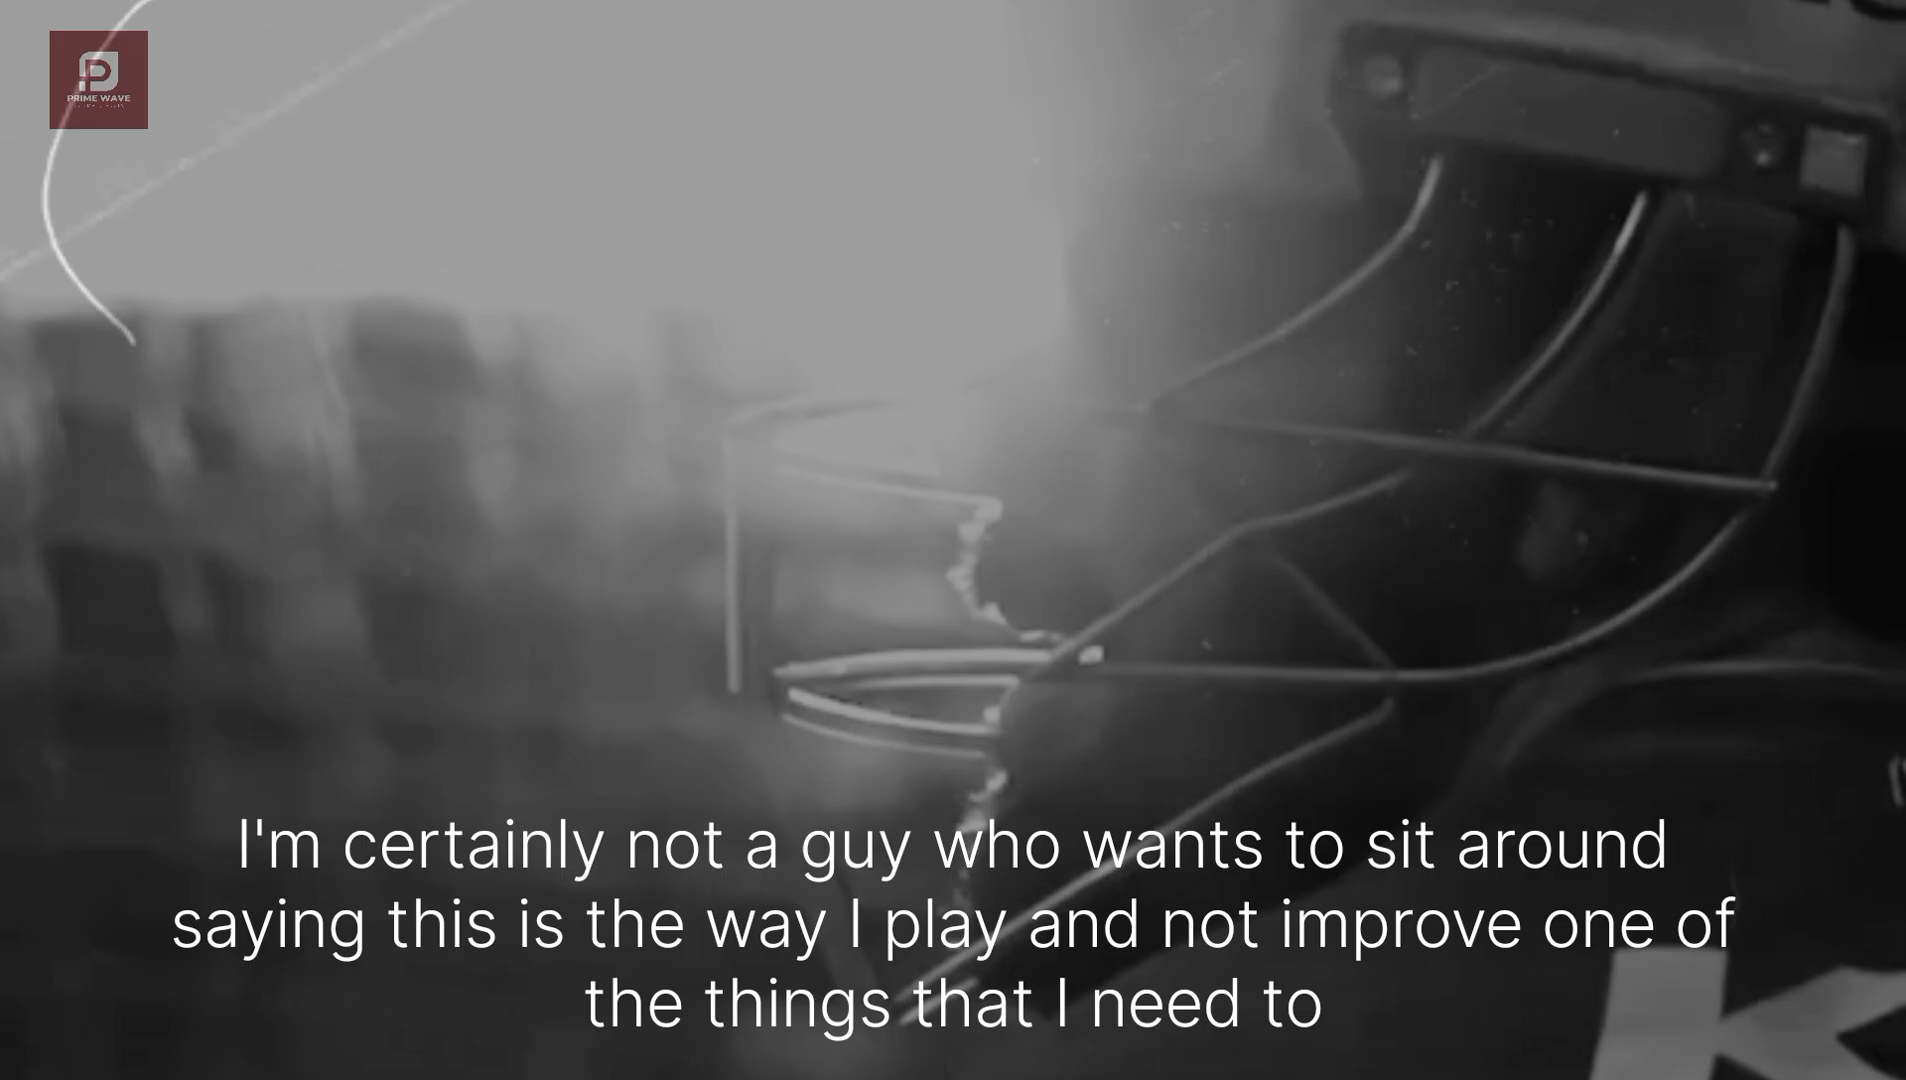 PRIME WAVE
I'm certainly not a guy who wants to sit around
saying this is the way I play and not improve one of
the things that I need to
K